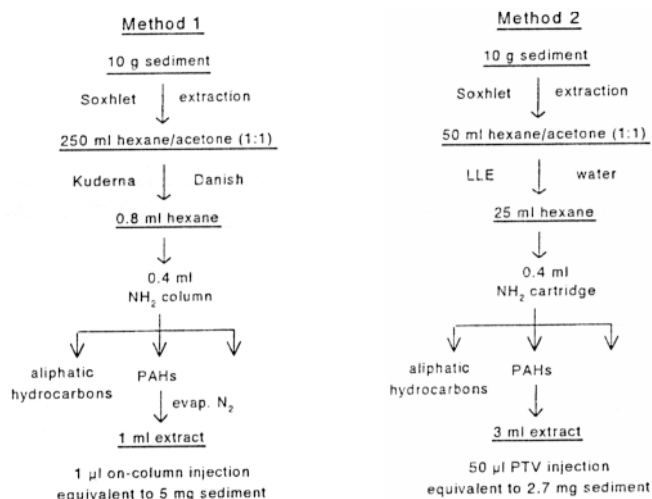 Method 1
10 g sediment
Soxhlet extraction
250 ml hexane/acetone (1:1)
Kuderna Danish
0.8 ml hexane
0.4 ml
NH₂ column
aliphatic
hydrocarbons
PAHs
evap. N₂
1 ml extract
1 µl on-column injection
equivalent to 5 mg sediment
Method 2
10 g sediment
Soxhlet extraction
50 ml hexane/acetone (1:1)
LLE water
25 ml hexane
0.4 ml
NH₂ cartridge
aliphatic
hydrocarbons
PAHs
3 ml extract
50 µl PTV injection
equivalent to 2.7 mg sediment